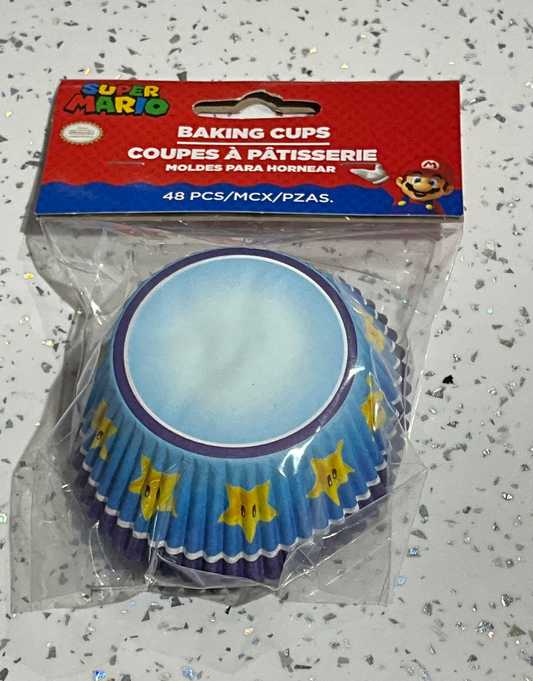 SUPER
MARIO
BAKING CUPS
COUPES À PÂTISSERIE
MOLDES PARA HORNEAR
48 PCS/MCX/PZAS.
M